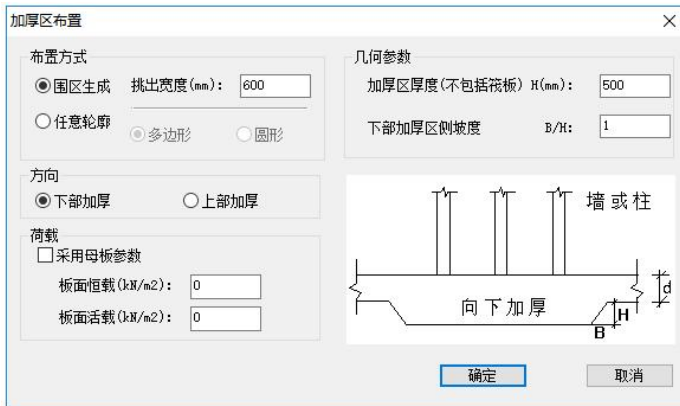 加厚区布置
布置方式
围区生成 挑出宽度(mm): 600
任意轮廓
多边形 圆形
几何参数
加厚区厚度(不包括筏板) H(mm): 500
下部加厚区侧坡度 B/H: 1
方向
下部加厚 上部加厚
荷载
采用母板参数
板面恒载(kN/m2): 0
板面活载(kN/m2): 0
墙或柱
d
向下加厚
H
B
确定 取消